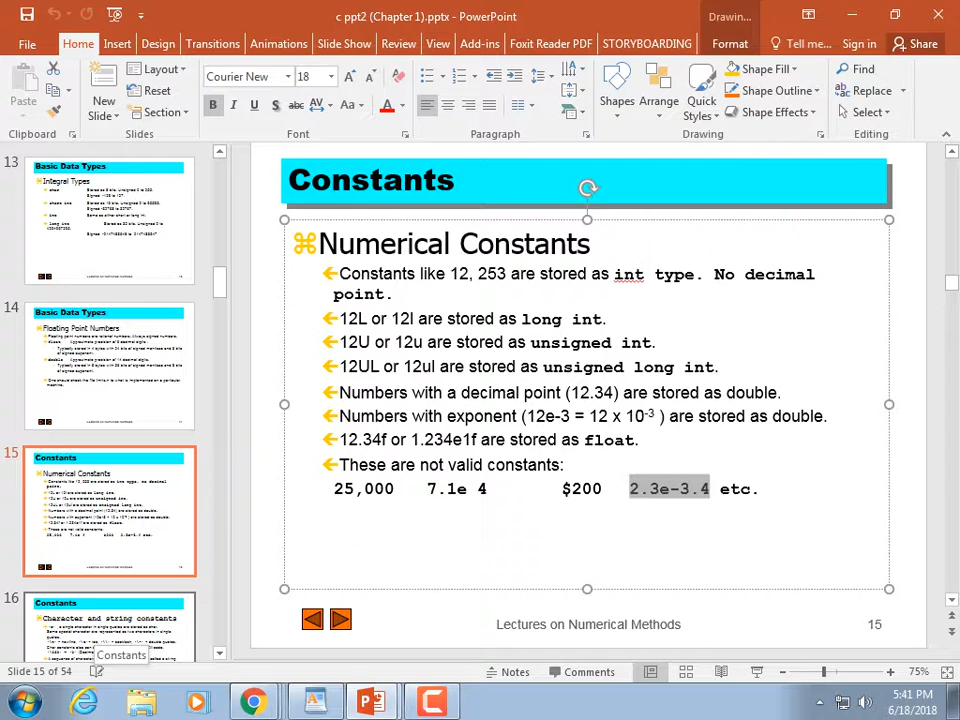 c ppt2 (Chapter1).pptx - PowerPoint
Drawin...
File Home Insert Design Transitions Animations Slide Show Review View Add-ins Foxit Reader PDF STORYBOARDING Format Tell me... Sign in Share
Paste
New Slide
Layout
Reset
Section
Courier New 18
B I U S abc AV Aa A
Shapes Arrange Quick Styles
Shape Fill
Shape Outline
Shape Effects
Find
Replace
Select
Clipboard Slides Font Paragraph Drawing Editing
13
Basic Data Types
Integral Types
14
Basic Data Types
Floating Point Numbers
15
Constants
Numerical Constants
16
Constants
Character and string constants
Constants
Constants
Numerical Constants
Constants like 12, 253 are stored as int type. No decimal
point.
12L or 12l are stored as long int.
12U or 12u are stored as unsigned int.
12UL or 12ul are stored as unsigned long int.
Numbers with a decimal point (12.34) are stored as double.
Numbers with exponent (12e-3 = 12 x 10-3 ) are stored as double.
12.34f or 1.234e1f are stored as float.
These are not valid constants:
25,000 7.1e 4 $200 2.3e-3.4 etc.
Lectures on Numerical Methods 15
Slide 15 of 54 Notes Comments 75%
5:41 PM
6/18/2018